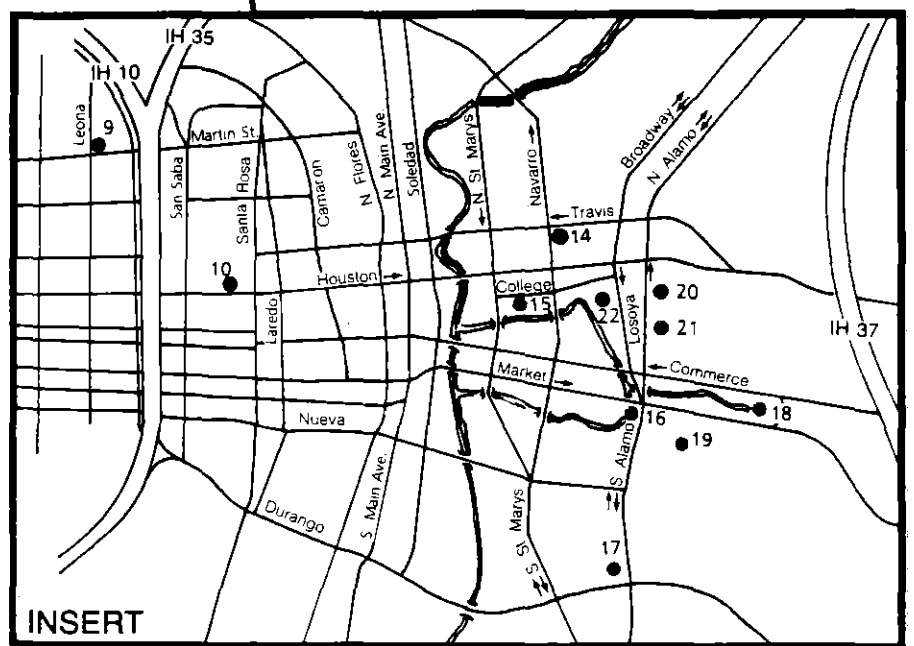 IH 35
IH 10
Leona
9
Martin St.
San Saba
Santa Rosa
Camaron
N Flores
N Main Ave.
Soledad
N St Marys
Navarro
Broadway
N Alamo
Travis
14
10
Houston
College
15
22
Losoya
20
21
IH 37
Laredo
Market
Commerce
16
18
19
Nueva
S Alamo
S Main Ave.
Durango
S St Marys
17
INSERT